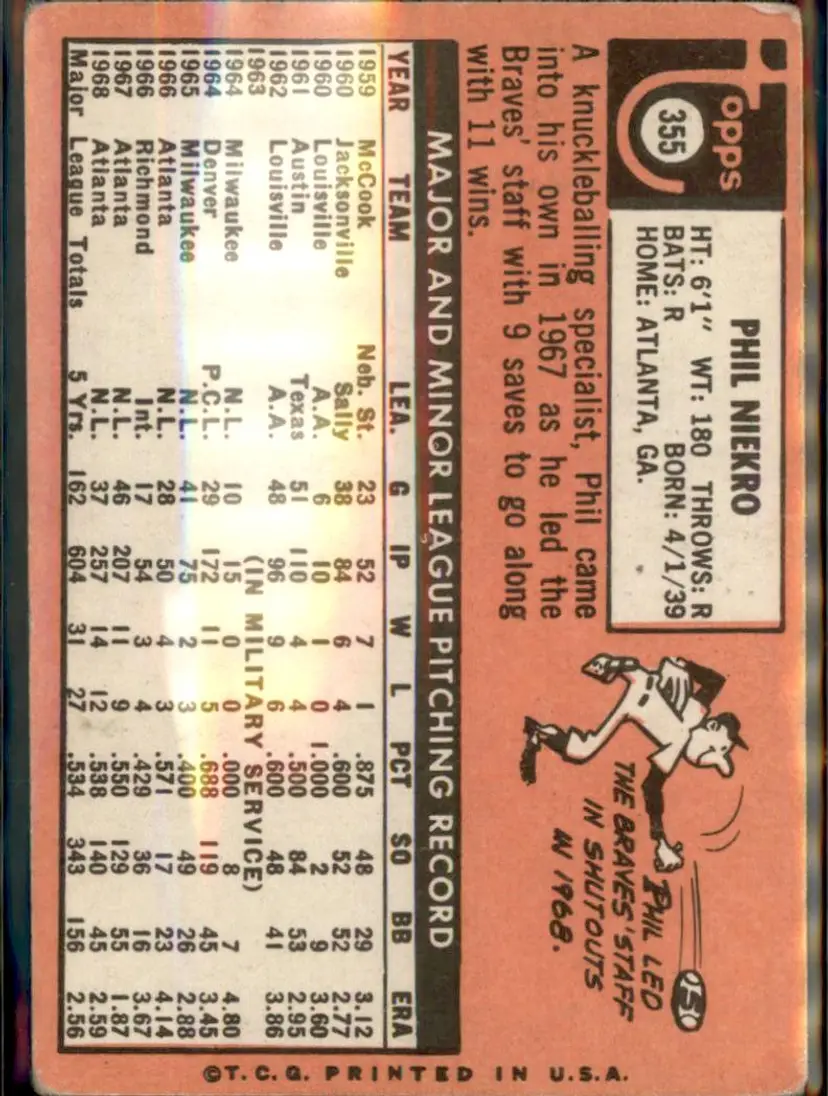 Topps
355
PHIL NIEKRO
HT: 6'1" WT: 180 THROWS: R
BATS: R BORN: 4/1/39
HOME: ATLANTA, GA.
A knuckleballing specialist, Phil came
into his own in 1967 as he led the
Braves' staff with 9 saves to go along
with 11 wins.
PHIL LED
THE BRAVES' STAFF
IN SHUTOUTS
IN 1968.
MAJOR AND MINOR LEAGUE PITCHING RECORD
YEAR TEAM LEA. G IP W L PCT SO BB ERA
1959 McCook Neb. St. 23 52 7 1 .875 48 29 3.12
1960 Jacksonville Sally 38 84 6 4 .600 52 52 2.77
1960 Louisville A.A. 6 10 1 0 1.000 2 9 3.60
1961 Austin Texas 51 110 4 4 .500 84 53 2.95
1962 Louisville A.A. 48 96 9 6 .600 48 41 3.86
1963 (IN MILITARY SERVICE)
1964 Milwaukee N.L. 10 15 0 0 .000 8 7 4.80
1964 Denver P.C.L. 29 172 11 5 .688 119 45 3.45
1965 Milwaukee N.L. 41 75 2 3 .400 49 26 2.88
1966 Atlanta N.L. 28 50 4 3 .571 17 23 4.14
1966 Richmond Int. 17 54 3 4 .429 36 16 3.67
1967 Atlanta N.L. 46 207 11 9 .550 129 55 1.87
1968 Atlanta N.L. 37 257 14 12 .538 140 45 2.59
Major League Totals 5 Yrs. 162 604 31 27 .534 343 156 2.56
©T.C.G. PRINTED IN U.S.A.